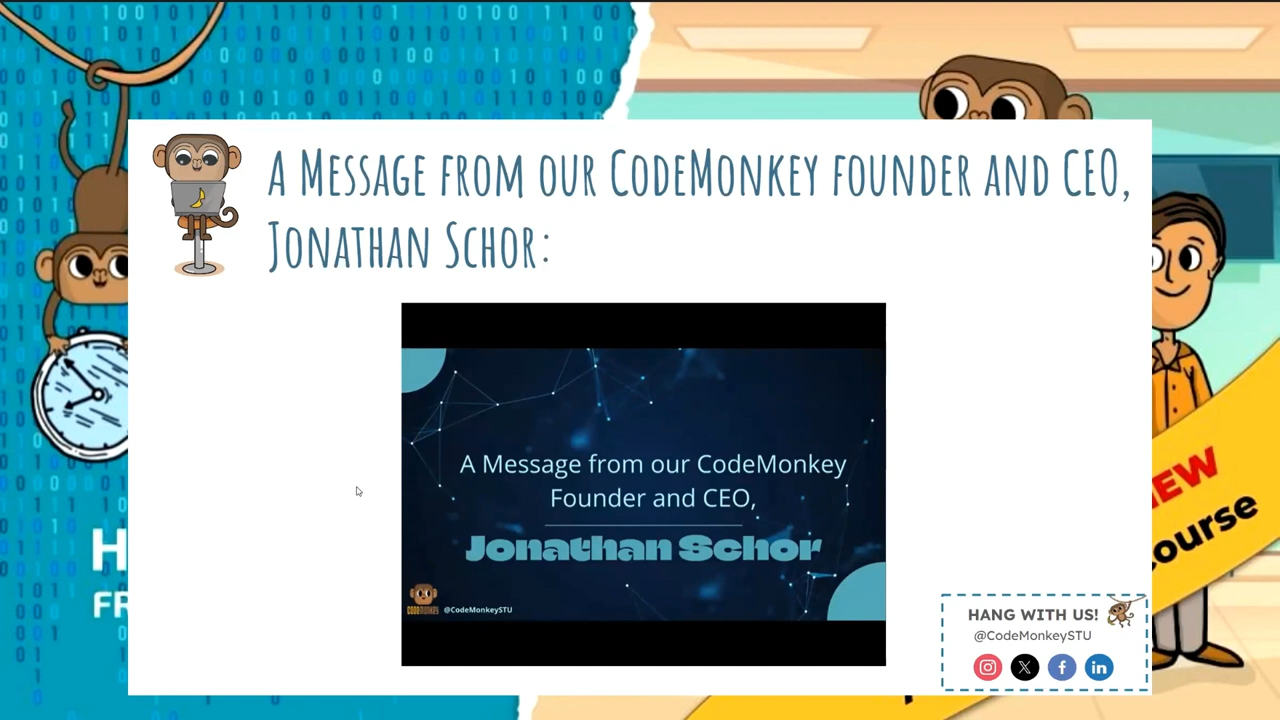 A Message from our CodeMonkey founder and CEO,
Jonathan Schor:
A Message from our CodeMonkey
Founder and CEO,
Jonathan Schor
CODEMONKEY
@CodeMonkeySTU
HANG WITH US!
@CodeMonkeySTU